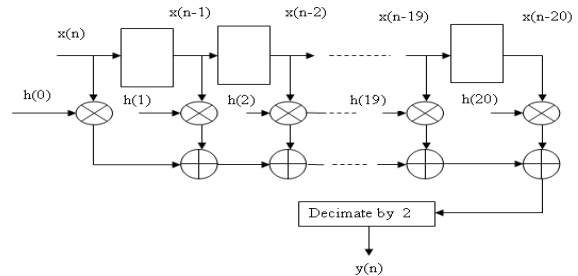 x(n) x(n-1) x(n-2) x(n-19) x(n-20)
h(0) h(1) h(2) h(19) h(20)
Decimate by 2
y(n)